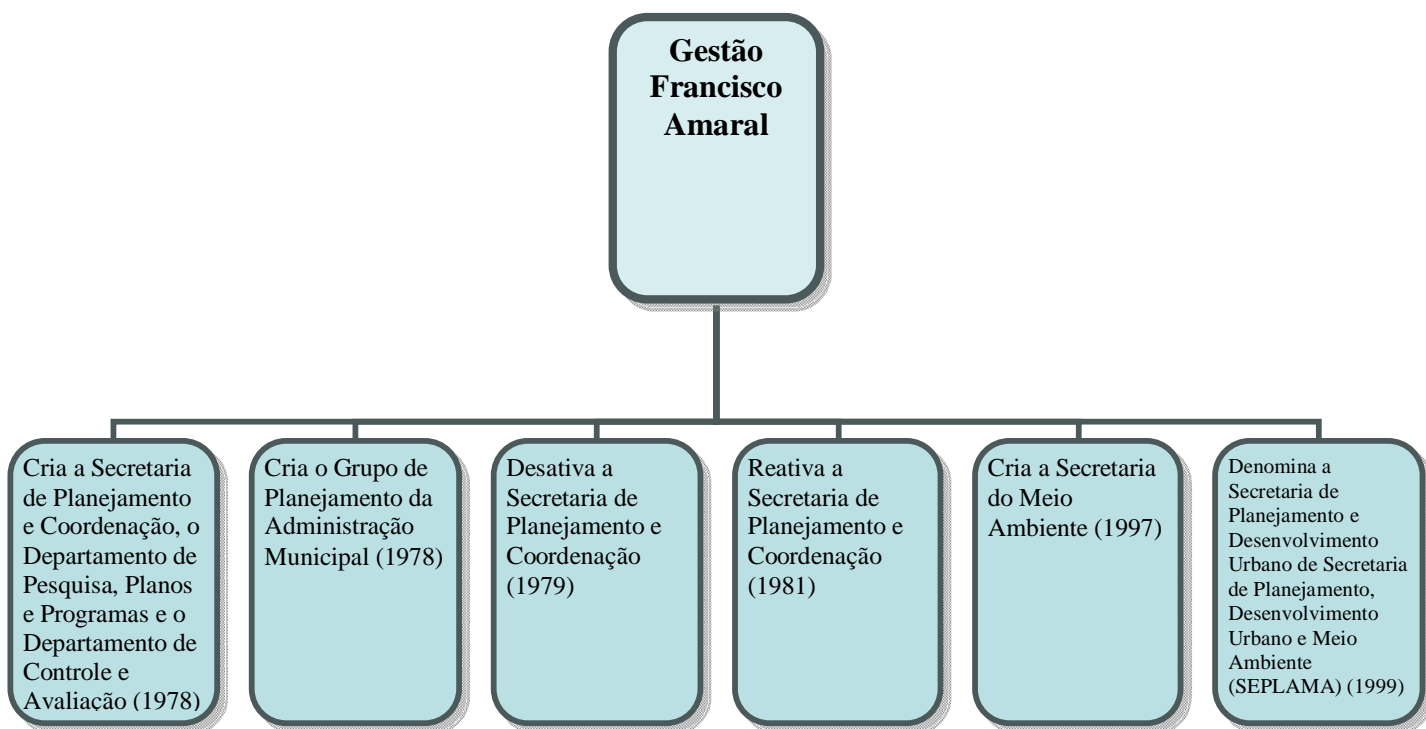 Gestão
Francisco
Amaral
Cria a Secretaria
de Planejamento
e Coordenação, o
Departamento de
Pesquisa, Planos
e Programas e o
Departamento de
Controle e
Avaliação (1978)
Cria o Grupo de
Planejamento da
Administração
Municipal (1978)
Desativa a
Secretaria de
Planejamento e
Coordenação
(1979)
Reativa a
Secretaria de
Planejamento e
Coordenação
(1981)
Cria a Secretaria
do Meio
Ambiente (1997)
Denomina a
Secretaria de
Planejamento e
Desenvolvimento
Urbano de Secretaria
de Planejamento,
Desenvolvimento
Urbano e Meio
Ambiente
(SEPLAMA) (1999)